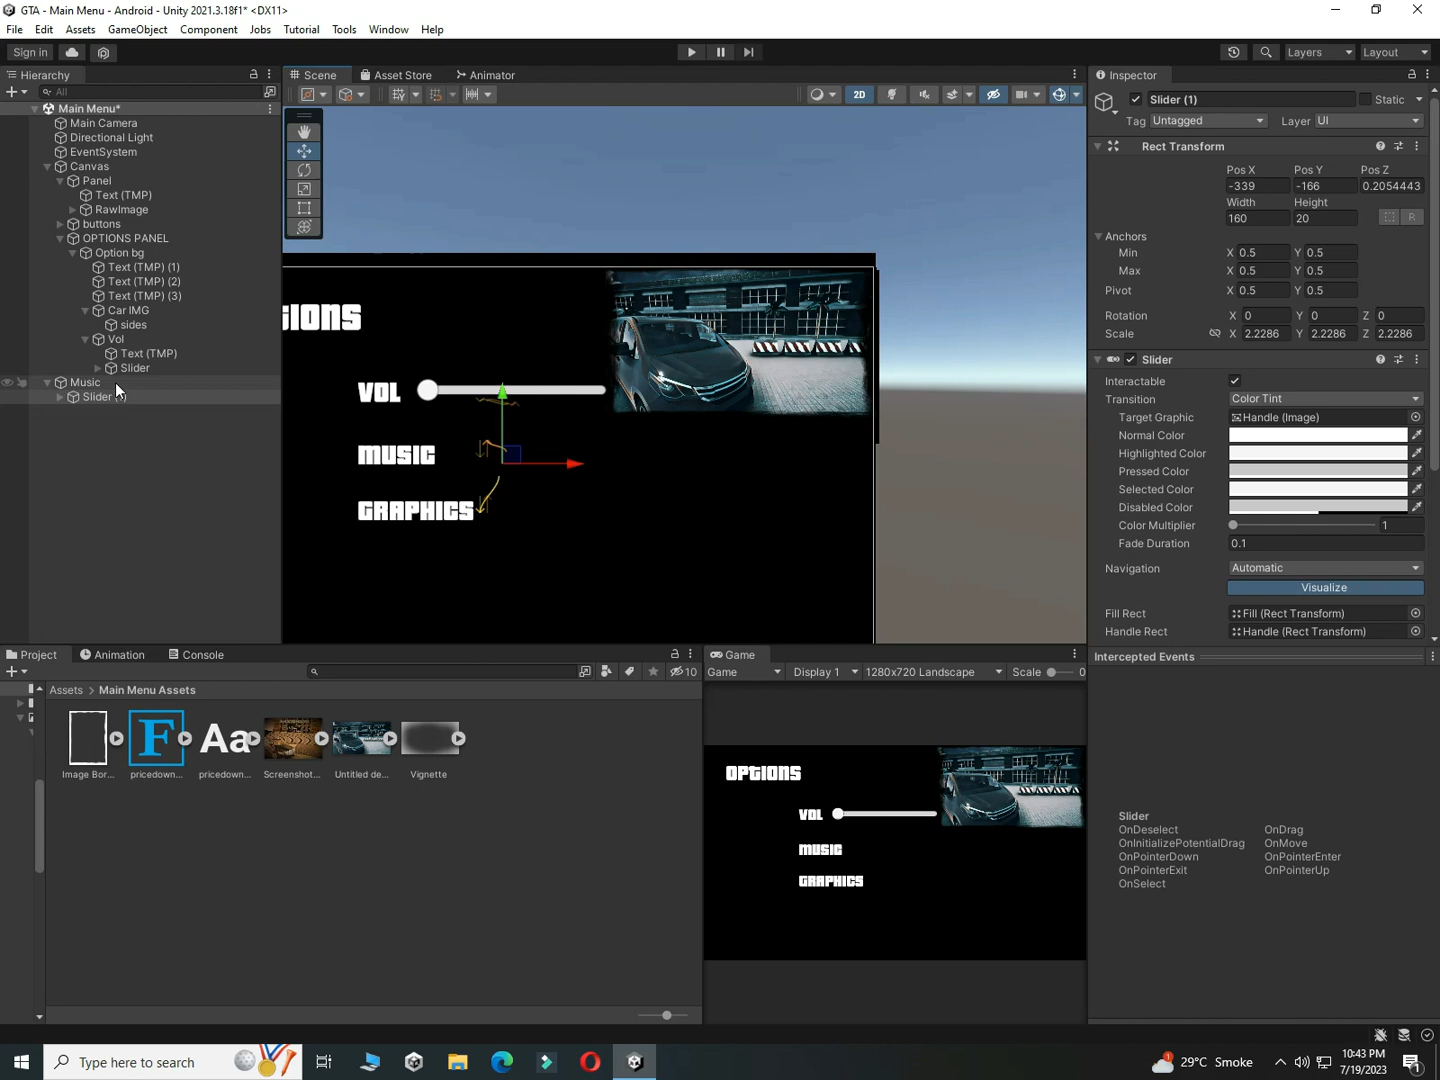 GTA - Main Menu - Android - Unity 2021.3.18f1* <DX11>
File Edit Assets GameObject Component Jobs Tutorial Tools Window Help
Sign in
Layers
Layout
Hierarchy
Scene
Asset Store
Animator
Inspector
All
2D
Slider (1)
Static
Main Menu*
Main Camera
Directional Light
EventSystem
Canvas
Panel
Text (TMP)
RawImage
buttons
OPTIONS PANEL
Option bg
Text (TMP) (1)
Text (TMP) (2)
Text (TMP) (3)
Car IMG
sides
Vol
Text (TMP)
Slider
Music
Slider
VOL
MUSIC
GRAPHICS
Tag Untagged Layer UI
Rect Transform
Pos X Pos Y Pos Z
-339 -166 0.2054443
Width Height
160 20
R
Anchors
Min X 0.5 Y 0.5
Max X 0.5 Y 0.5
Pivot X 0.5 Y 0.5
Rotation X 0 Y 0 Z 0
Scale X 2.2286 Y 2.2286 Z 2.2286
Slider
Interactable
Transition Color Tint
Target Graphic Handle (Image)
Normal Color
Highlighted Color
Pressed Color
Selected Color
Disabled Color
Color Multiplier 1
Fade Duration 0.1
Navigation Automatic
Visualize
Fill Rect Fill (Rect Transform)
Handle Rect Handle (Rect Transform)
Intercepted Events
Slider
OnDeselect OnDrag
OnInitializePotentialDrag OnMove
OnPointerDown OnPointerEnter
OnPointerExit OnPointerUp
OnSelect
Project
Animation
Console
10
Assets > Main Menu Assets
F
Aa
Image Bor...
pricedown...
pricedown...
Screenshot...
Untitled de...
Vignette
Game
Game Display 1 1280x720 Landscape Scale 0
OPTIONS
VOL
MUSIC
GRAPHICS
Type here to search
29°C Smoke
10:43 PM
7/19/2023
1